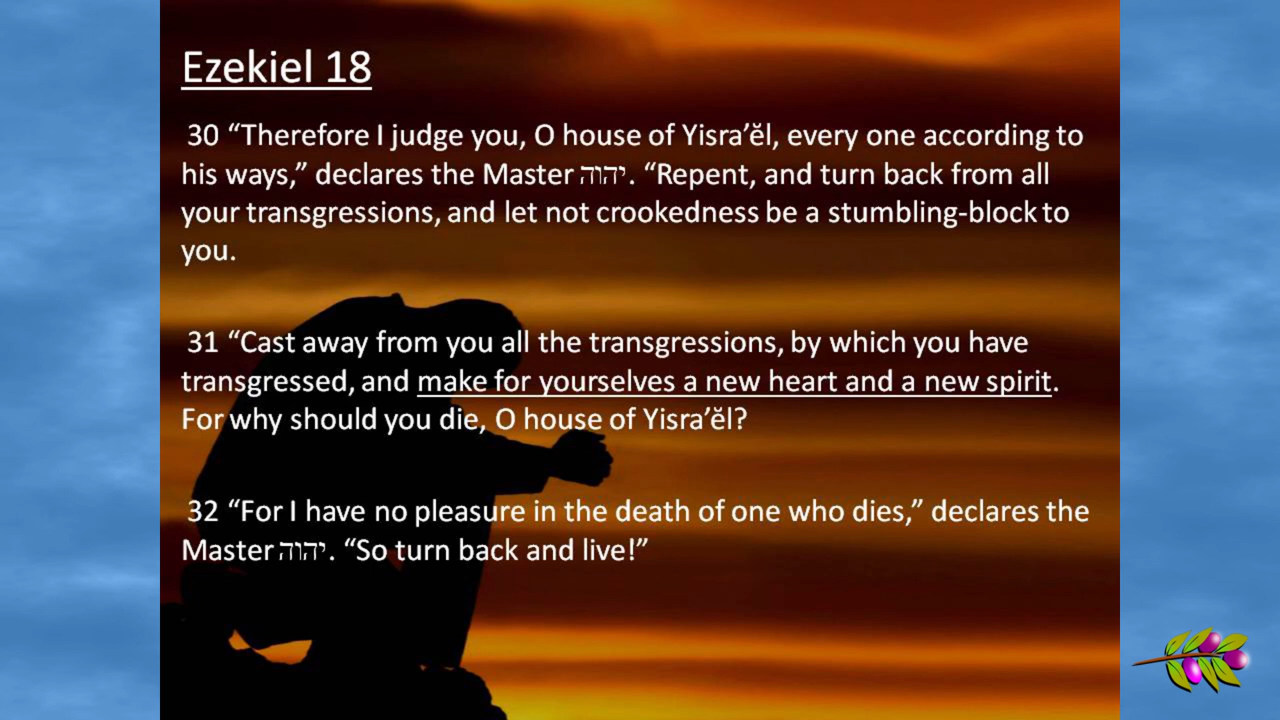 Ezekiel 18
30 “Therefore I judge you, O house of Yisra’ĕl, every one according to
his ways,” declares the Master יהוה. “Repent, and turn back from all
your transgressions, and let not crookedness be a stumbling-block to
you.
31 “Cast away from you all the transgressions, by which you have
transgressed, and make for yourselves a new heart and a new spirit.
For why should you die, O house of Yisra’ĕl?
32 “For I have no pleasure in the death of one who dies,” declares the
Master יהוה. “So turn back and live!”